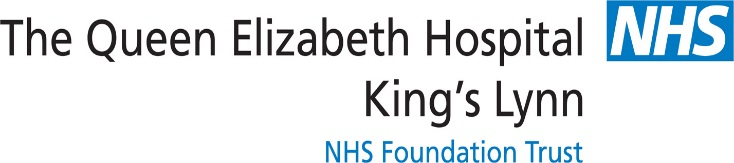 The Queen Elizabeth Hospital NHS
King's Lynn
NHS Foundation Trust